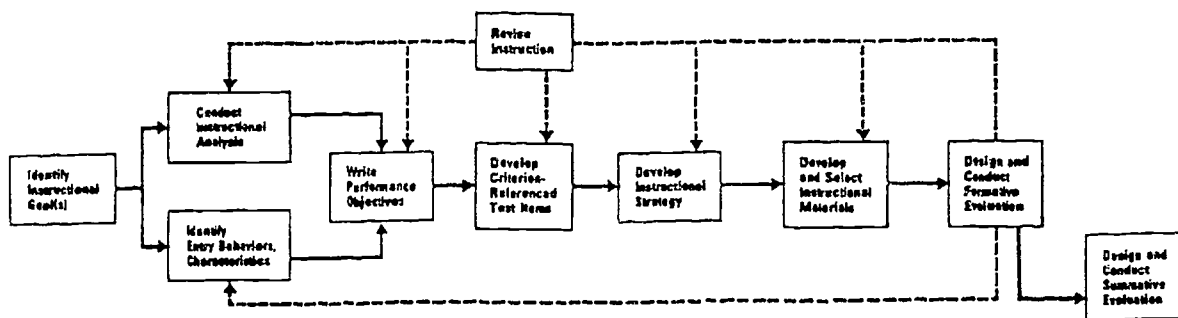 Revise
Instruction
Conduct
Instructional
Analysis
Identify
Instructional
Goal(s)
Identify
Entry Behaviors,
Characteristics
Write
Performance
Objectives
Develop
Criterion-
Referenced
Test Items
Develop
Instructional
Strategy
Develop
and Select
Instructional
Materials
Design and
Conduct
Formative
Evaluation
Design and
Conduct
Summative
Evaluation